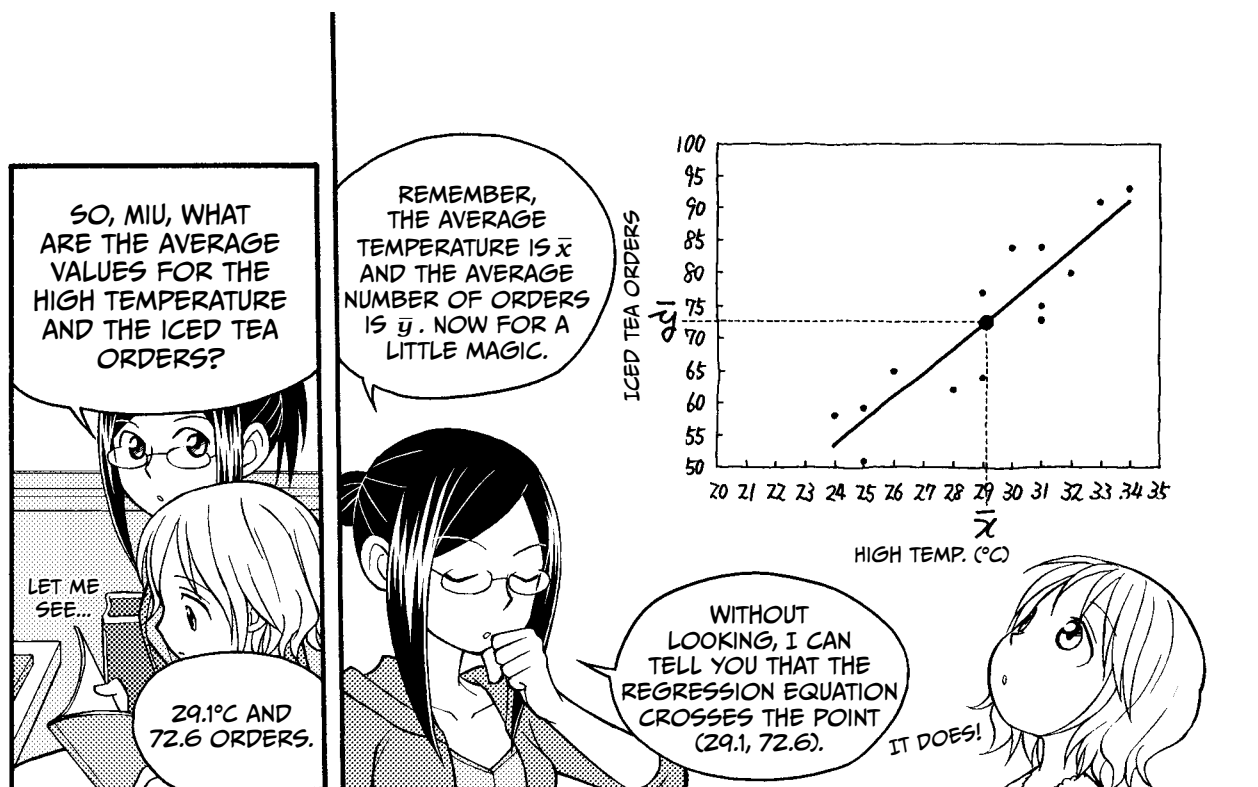 SO, MIU, WHAT
ARE THE AVERAGE
VALUES FOR THE
HIGH TEMPERATURE
AND THE ICED TEA
ORDERS?
LET ME
SEE...
29.1°C AND
72.6 ORDERS.
REMEMBER,
THE AVERAGE
TEMPERATURE IS x̄
AND THE AVERAGE
NUMBER OF ORDERS
IS ȳ. NOW FOR A
LITTLE MAGIC.
ICED TEA ORDERS
ȳ
100
95
90
85
80
75
70
65
60
55
50
20 21 22 23 24 25 26 27 28 29 30 31 32 33 34 35
x̄
HIGH TEMP. (°C)
WITHOUT
LOOKING, I CAN
TELL YOU THAT THE
REGRESSION EQUATION
CROSSES THE POINT
(29.1, 72.6).
IT DOES!